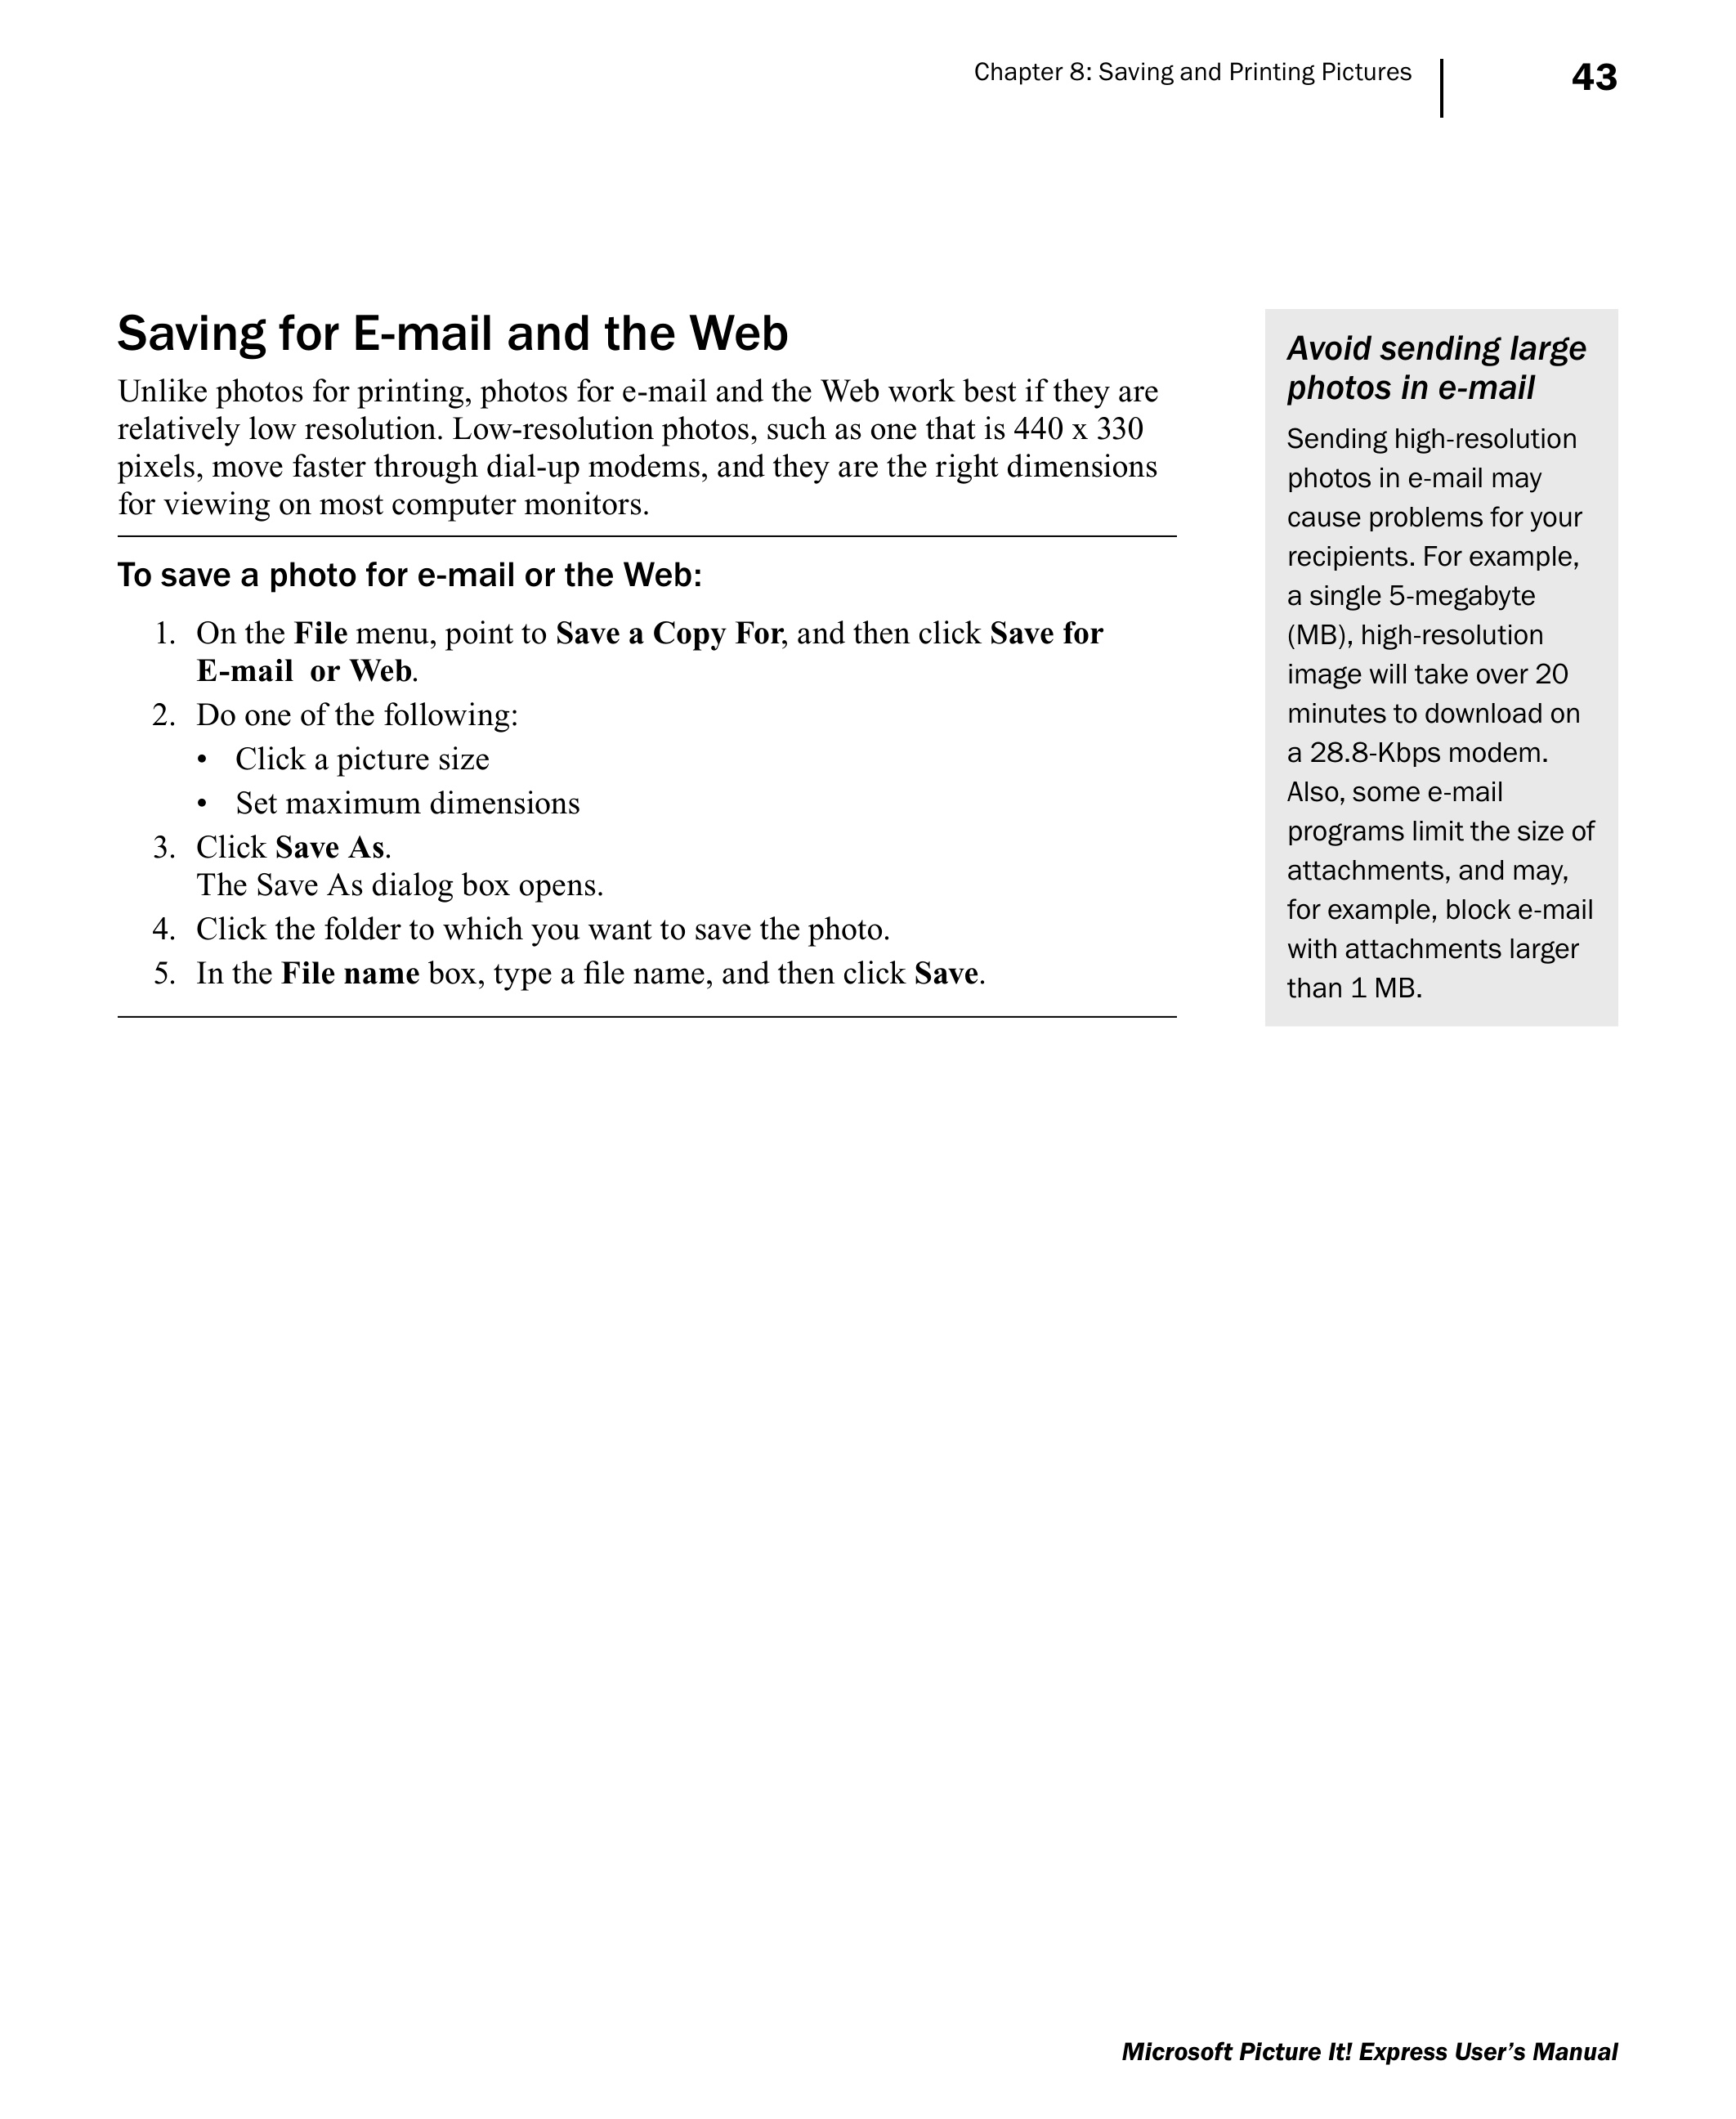 Chapter 8: Saving and Printing Pictures
43
Saving for E-mail and the Web
Unlike photos for printing, photos for e-mail and the Web work best if they are
relatively low resolution. Low-resolution photos, such as one that is 440 x 330
pixels, move faster through dial-up modems, and they are the right dimensions
for viewing on most computer monitors.
To save a photo for e-mail or the Web:
1. On the File menu, point to Save a Copy For, and then click Save for
E-mail  or Web.
2. Do one of the following:
• Click a picture size
• Set maximum dimensions
3. Click Save As.
The Save As dialog box opens.
4. Click the folder to which you want to save the photo.
5. In the File name box, type a file name, and then click Save.
Avoid sending large
photos in e-mail
Sending high-resolution
photos in e-mail may
cause problems for your
recipients. For example,
a single 5-megabyte
(MB), high-resolution
image will take over 20
minutes to download on
a 28.8-Kbps modem.
Also, some e-mail
programs limit the size of
attachments, and may,
for example, block e-mail
with attachments larger
than 1 MB.
Microsoft Picture It! Express User’s Manual